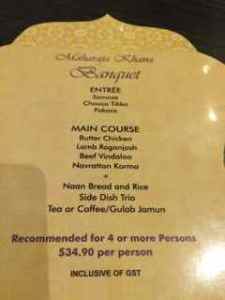 Maharaja Khana
Banquet
ENTREE
Samosa
Chooza Tikka
Pakora
MAIN COURSE
Butter Chicken
Lamb Roganjosh
Beef Vindaloo
Navrattan Korma
+
Naan Bread and Rice
Side Dish Trio
Tea or Coffee/Gulab Jamun
Recommended for 4 or more Persons
$34.90 per person
INCLUSIVE OF GST